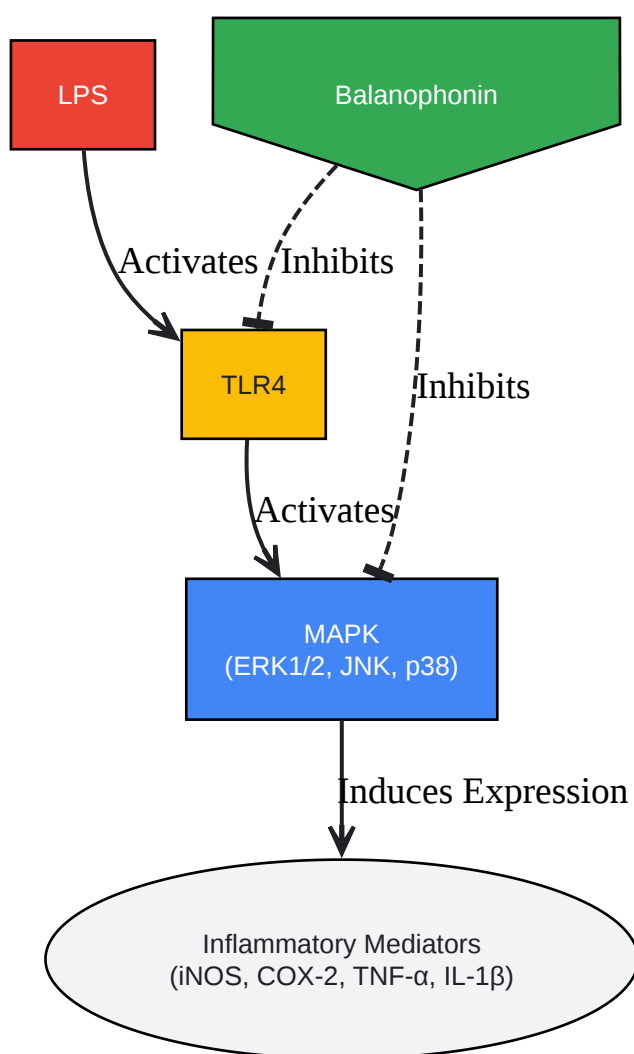 LPS
Balanophonin
Activates
Inhibits
TLR4
Inhibits
Activates
MAPK
(ERK1/2, JNK, p38)
Induces Expression
Inflammatory Mediators
(iNOS, COX-2, TNF-α, IL-1β)